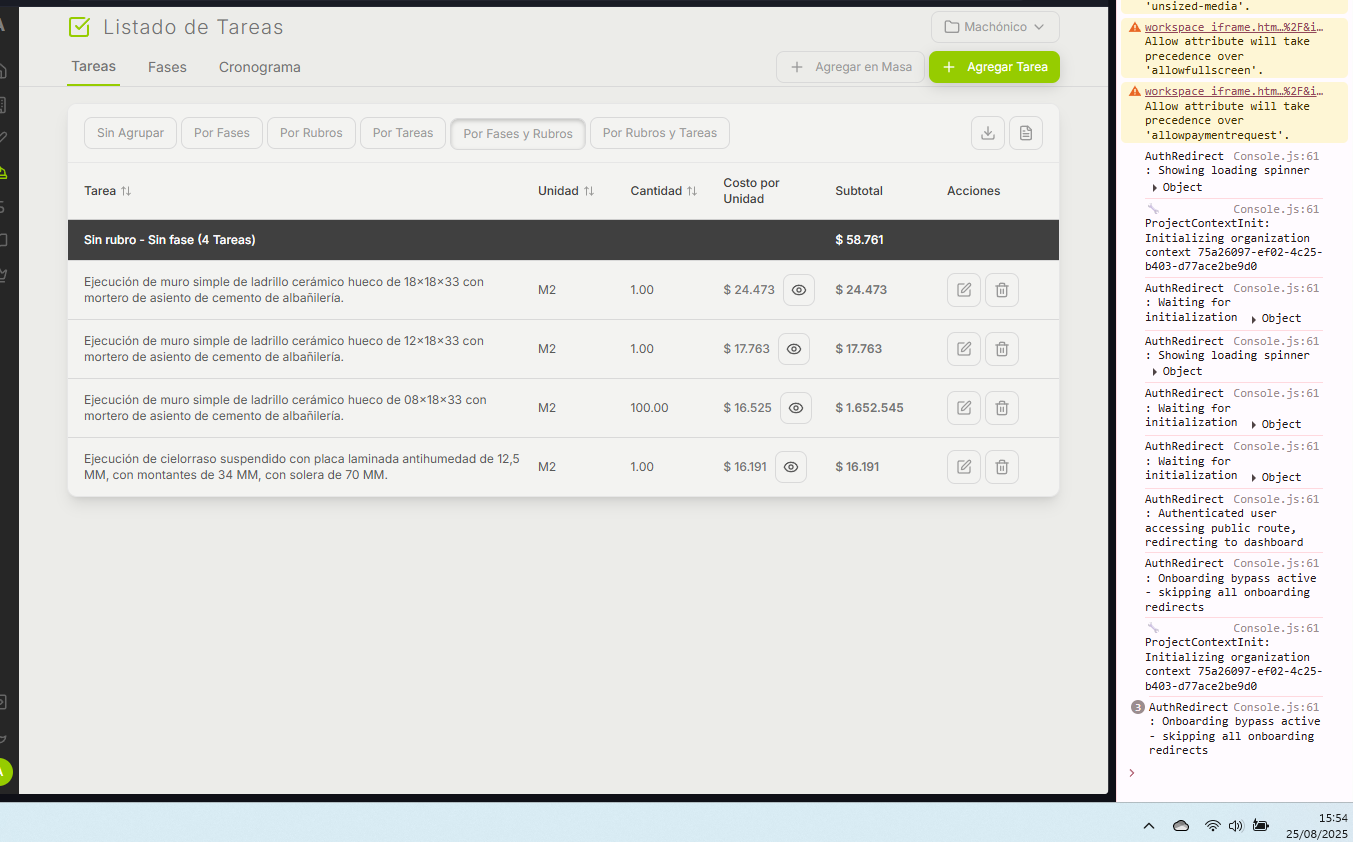 Listado de Tareas
Machónico
Tareas
Fases
Cronograma
Agregar en Masa
Agregar Tarea
Sin Agrupar
Por Fases
Por Rubros
Por Tareas
Por Fases y Rubros
Por Rubros y Tareas
Tarea
Unidad
Cantidad
Costo por
Unidad
Subtotal
Acciones
Sin rubro - Sin fase (4 Tareas)
$ 58.761
Ejecución de muro simple de ladrillo cerámico hueco de 18×18×33 con
mortero de asiento de cemento de albañilería.
M2
1.00
$ 24.473
$ 24.473
Ejecución de muro simple de ladrillo cerámico hueco de 12×18×33 con
mortero de asiento de cemento de albañilería.
M2
1.00
$ 17.763
$ 17.763
Ejecución de muro simple de ladrillo cerámico hueco de 08×18×33 con
mortero de asiento de cemento de albañilería.
M2
100.00
$ 16.525
$ 1.652.545
Ejecución de cielorraso suspendido con placa laminada antihumedad de 12,5
MM, con montantes de 34 MM, con solera de 70 MM.
M2
1.00
$ 16.191
$ 16.191
'unsized-media'.
workspace_iframe.htm…%2F&i…
Allow attribute will take
precedence over
'allowfullscreen'.
workspace_iframe.htm…%2F&i…
Allow attribute will take
precedence over
'allowpaymentrequest'.
AuthRedirect Console.js:61
: Showing loading spinner
Object
Console.js:61
ProjectContextInit:
Initializing organization
context 75a26097-ef02-4c25-
b403-d77ace2be9d0
AuthRedirect Console.js:61
: Waiting for
initialization Object
AuthRedirect Console.js:61
: Showing loading spinner
Object
AuthRedirect Console.js:61
: Waiting for
initialization Object
AuthRedirect Console.js:61
: Waiting for
initialization Object
AuthRedirect Console.js:61
: Authenticated user
accessing public route,
redirecting to dashboard
AuthRedirect Console.js:61
: Onboarding bypass active
- skipping all onboarding
redirects
Console.js:61
ProjectContextInit:
Initializing organization
context 75a26097-ef02-4c25-
b403-d77ace2be9d0
3 AuthRedirect Console.js:61
: Onboarding bypass active
- skipping all onboarding
redirects
15:54
25/08/2025